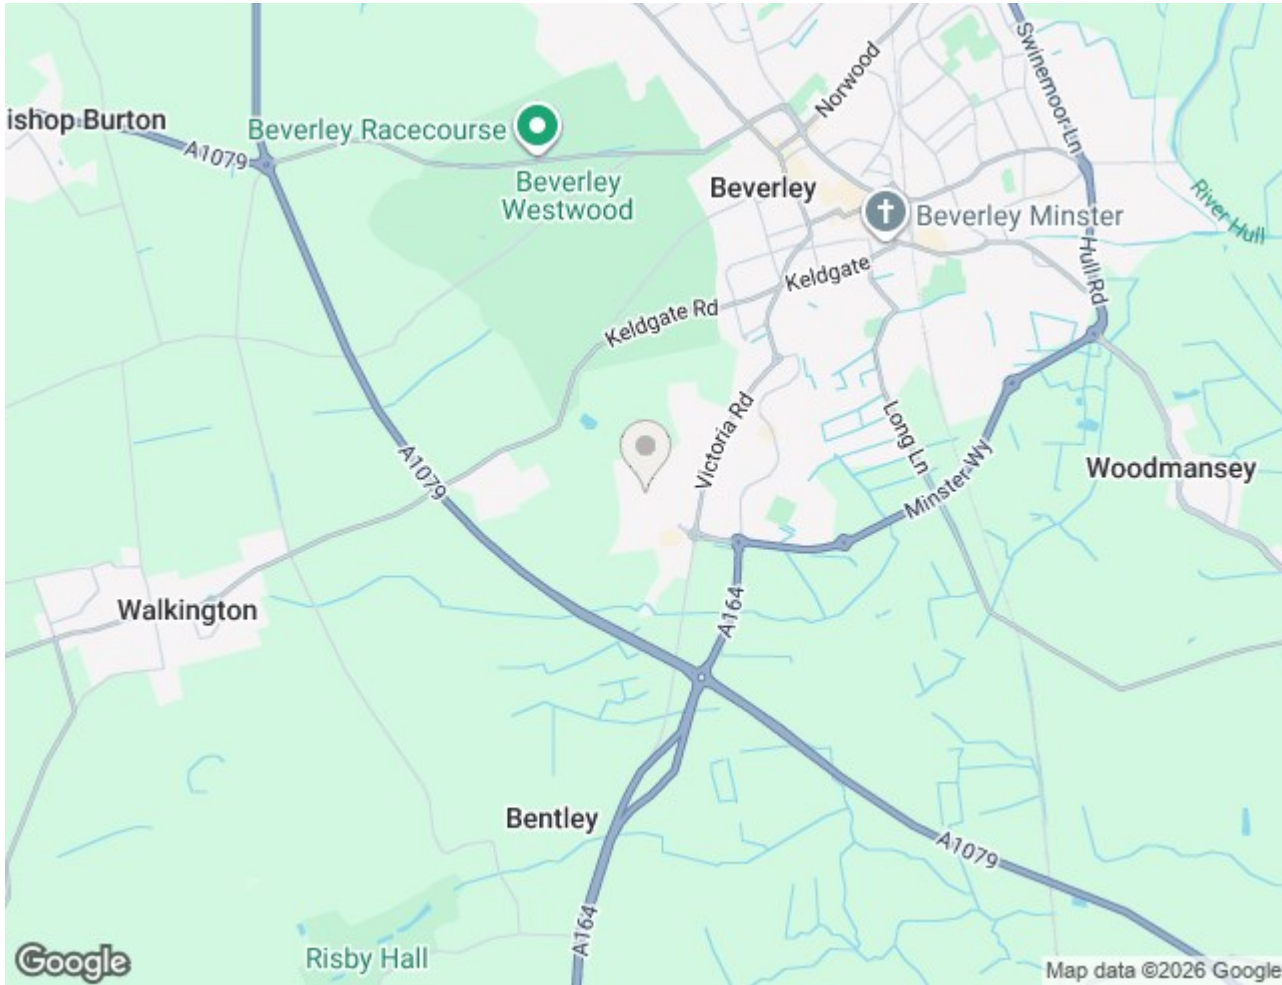 Swinemoor Ln
Norwood
ishop Burton
Beverley Racecourse
A1079
Beverley
Westwood
Beverley
River Hull
Beverley Minster
Hull Rd
Keldgate
Keldgate Rd
Victoria Rd
Long Ln
A1079
Minster Wy
Woodmansey
Walkington
A164
Bentley
A1079
A164
Risby Hall
Google
Map data ©2026 Google